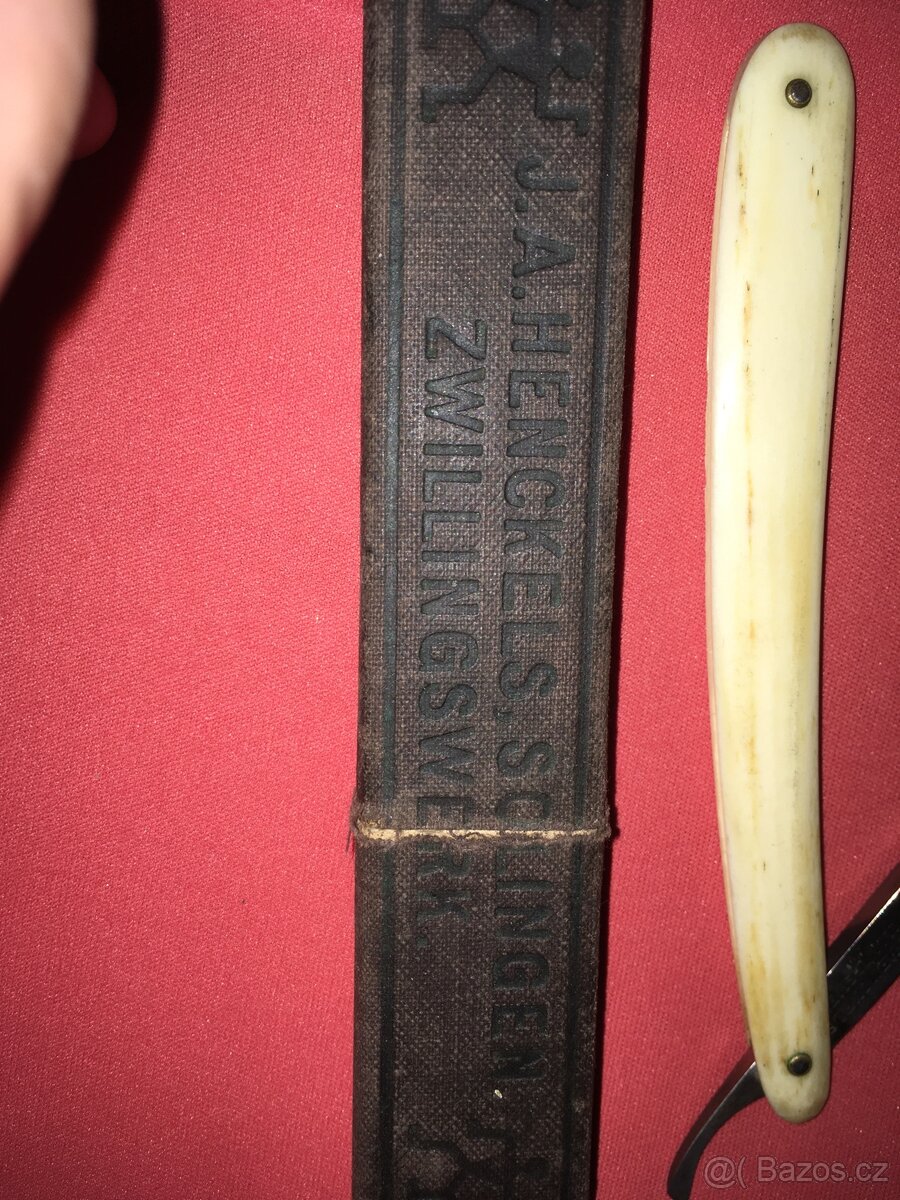 J.A.HENCKELS, SOLINGEN.
ZWILLINGSWERK.
@( Bazos.cz